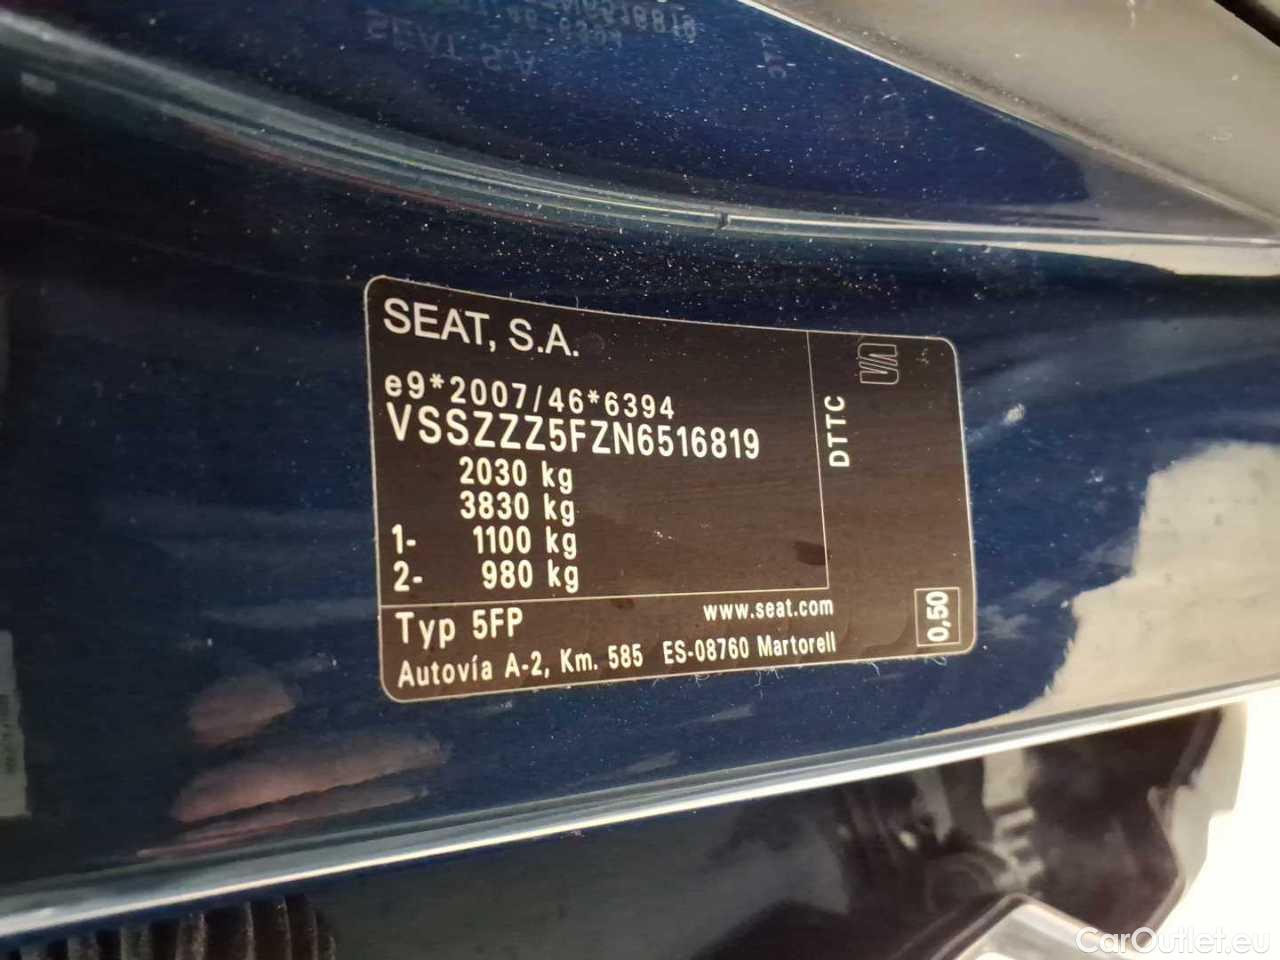 SEAT, S.A.
e9*2007/46*6394
VSSZZZ5FZN6516819
2030 kg
3830 kg
1- 1100 kg
2- 980 kg
DTTC
0,50
Typ 5FP www.seat.com
Autovía A-2, Km. 585 ES-08760 Martorell
CarOutlet.eu